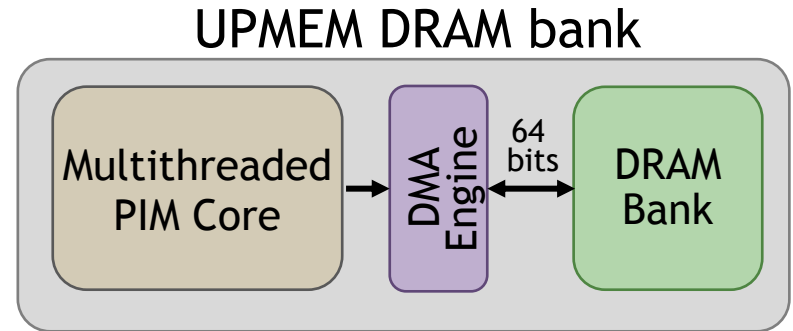 UPMEM DRAM bank
Multithreaded
PIM Core
DMA
Engine
64
bits
DRAM
Bank